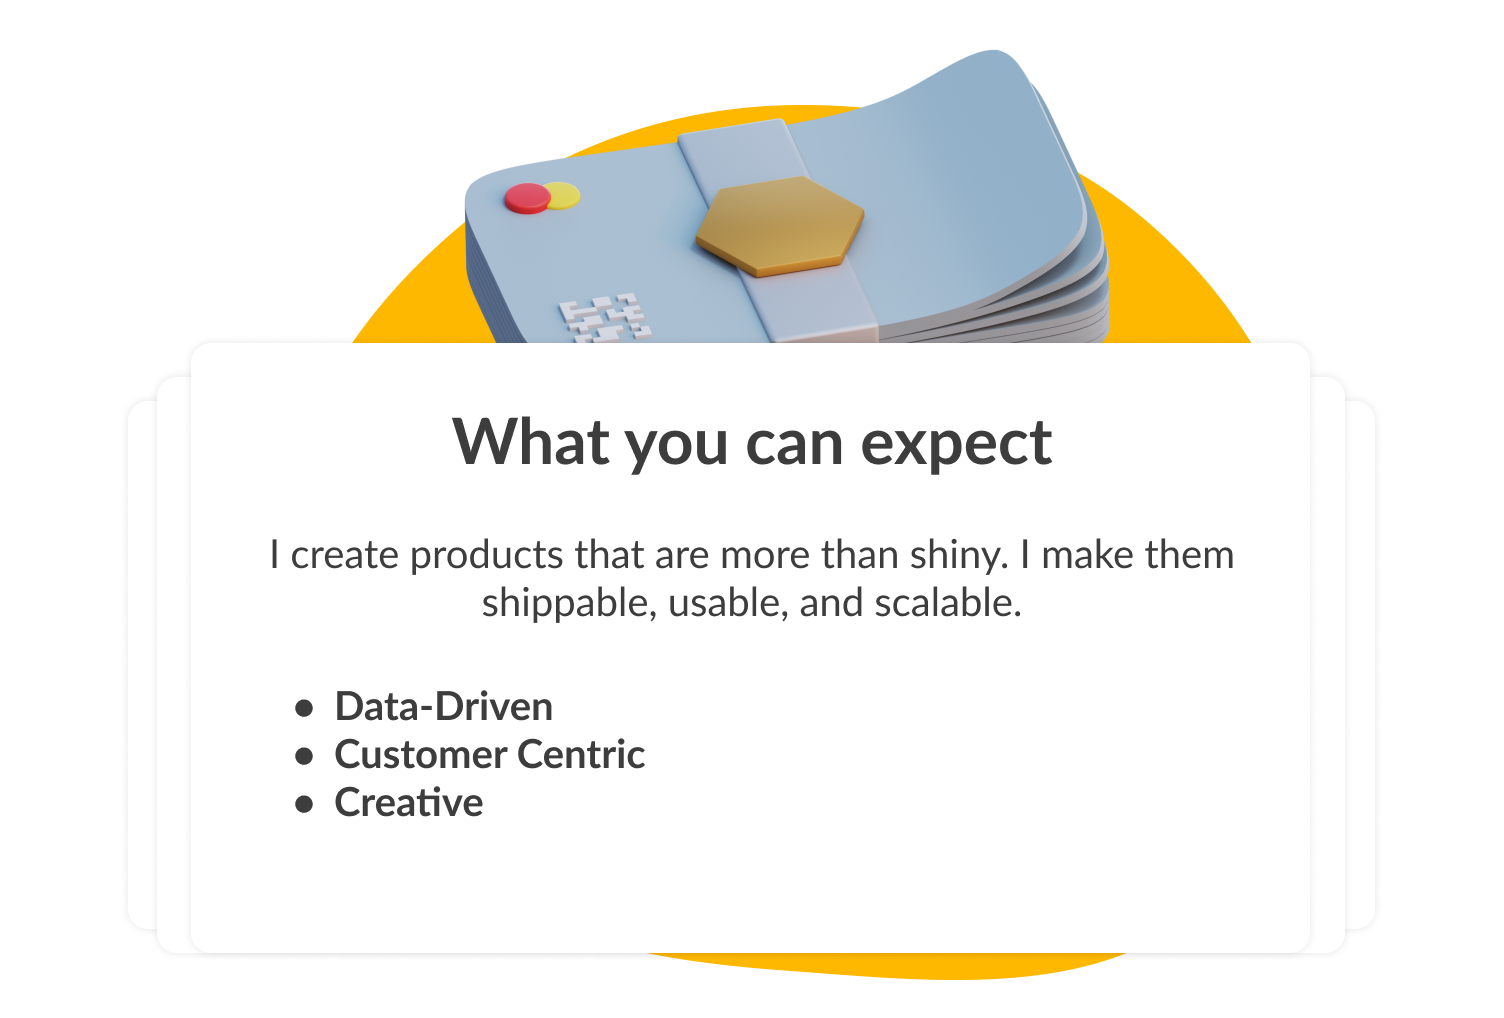 What you can expect
I create products that are more than shiny. I make them
shippable, usable, and scalable.
● Data-Driven
● Customer Centric
● Creative